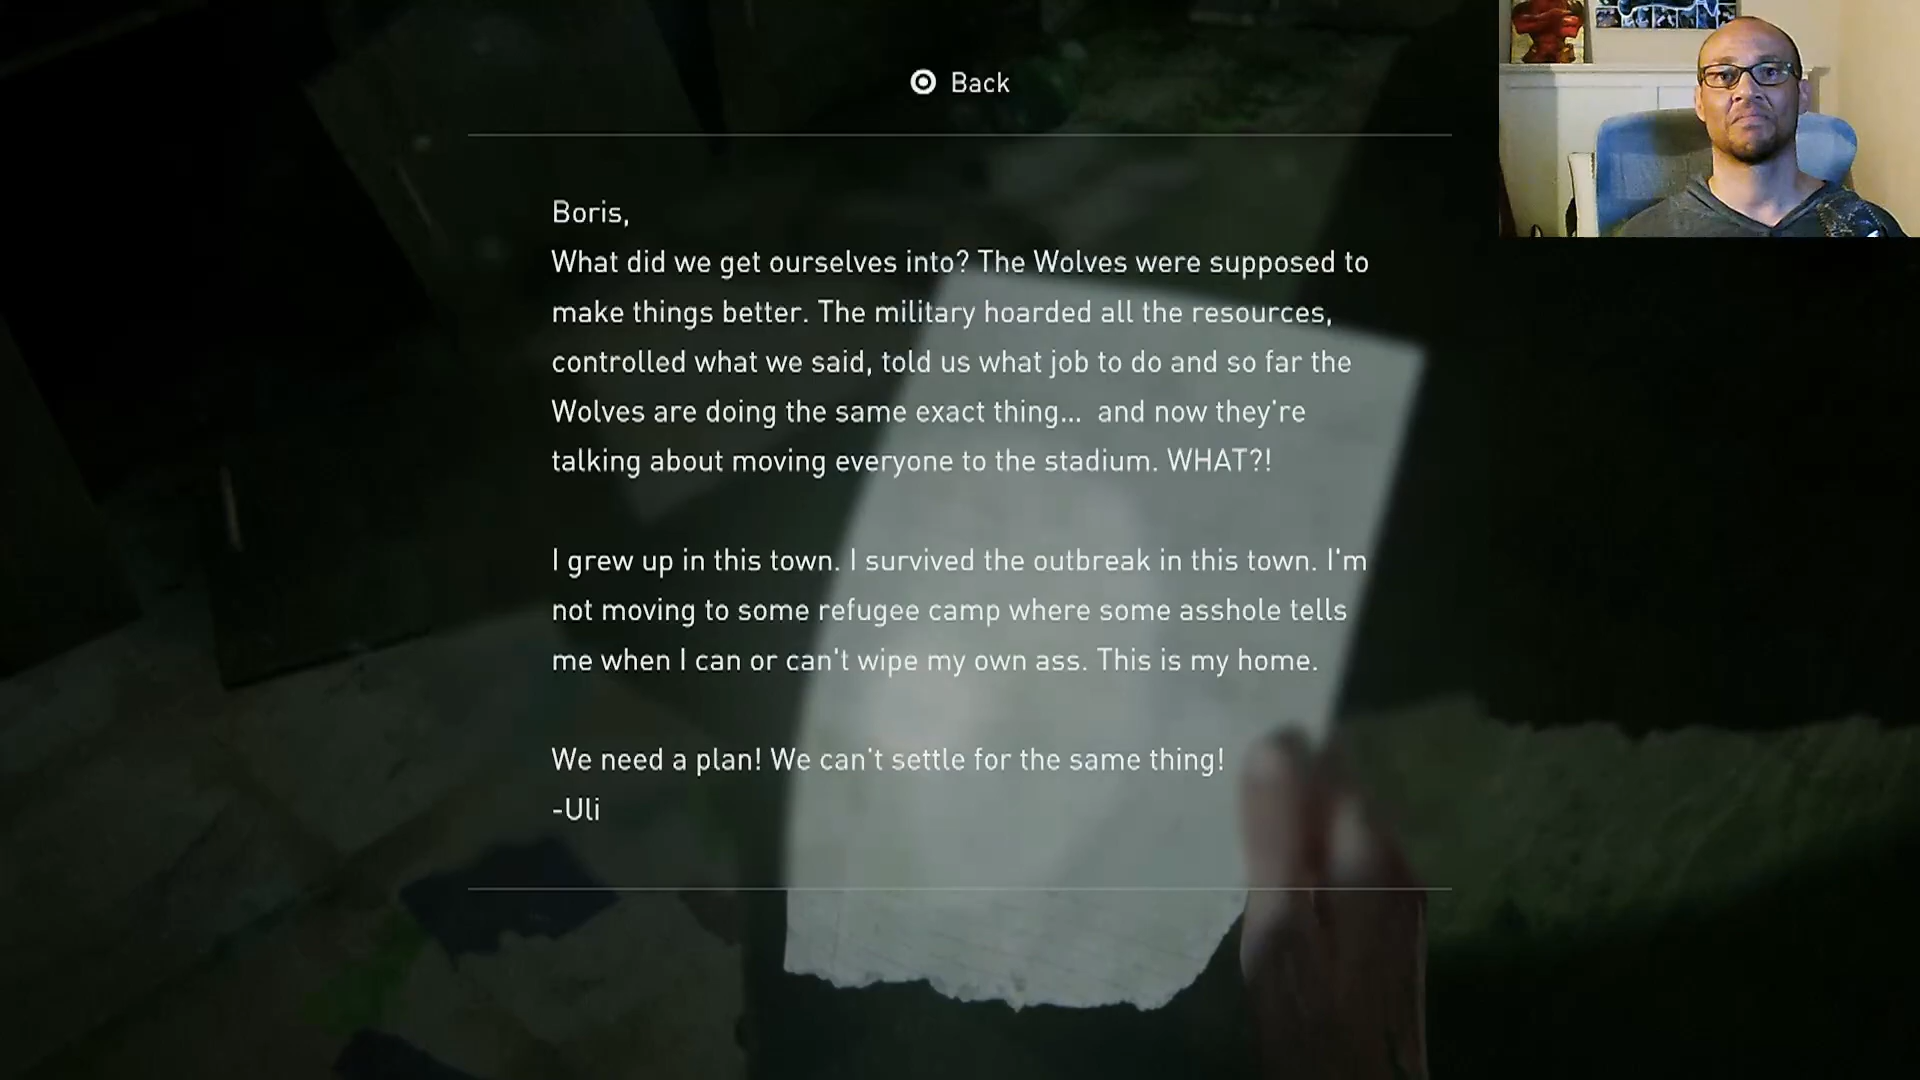 Back
Boris,
What did we get ourselves into? The Wolves were supposed to
make things better. The military hoarded all the resources,
controlled what we said, told us what job to do and so far the
Wolves are doing the same exact thing... and now they're
talking about moving everyone to the stadium. WHAT?!
I grew up in this town. I survived the outbreak in this town. I'm
not moving to some refugee camp where some asshole tells
me when I can or can't wipe my own ass. This is my home.
We need a plan! We can't settle for the same thing!
-Uli